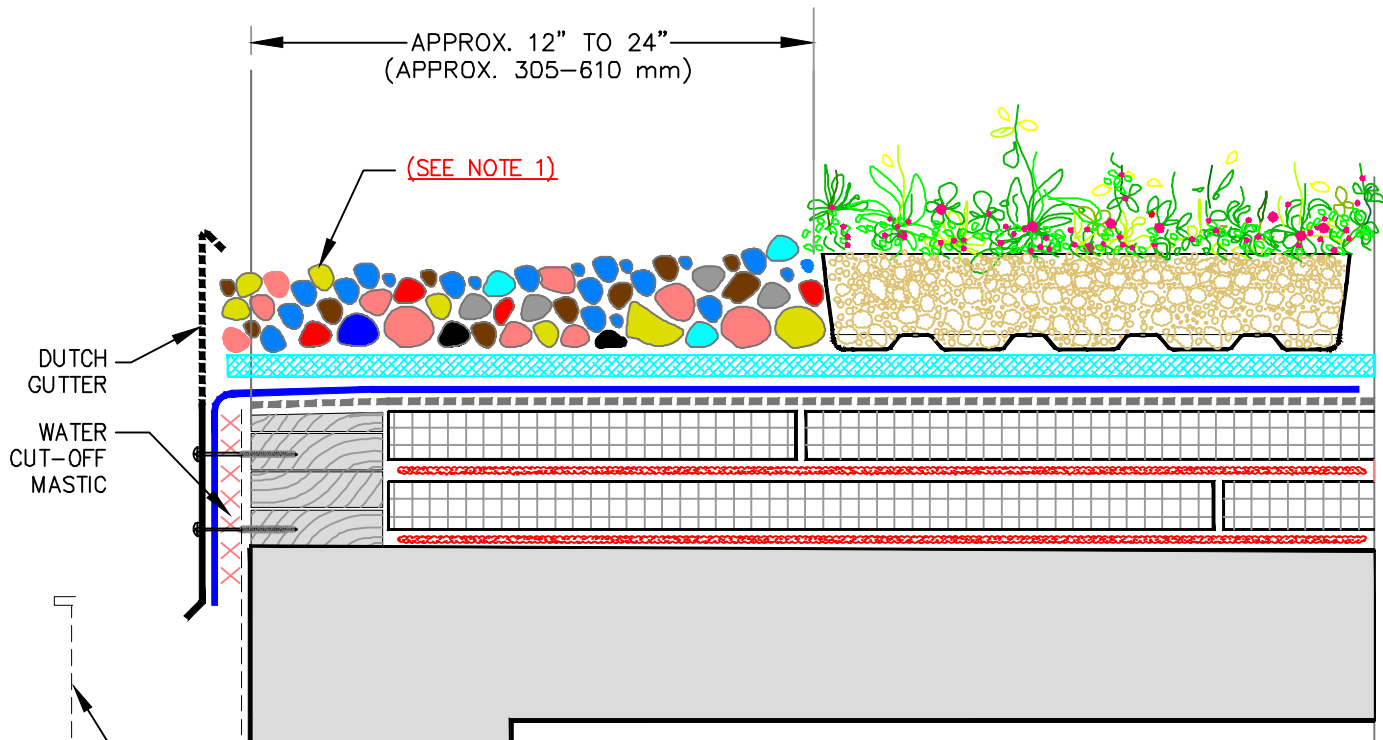 APPROX. 12” TO 24”
(APPROX. 305–610 mm)
(SEE NOTE 1)
DUTCH
GUTTER
WATER
CUT-OFF
MASTIC